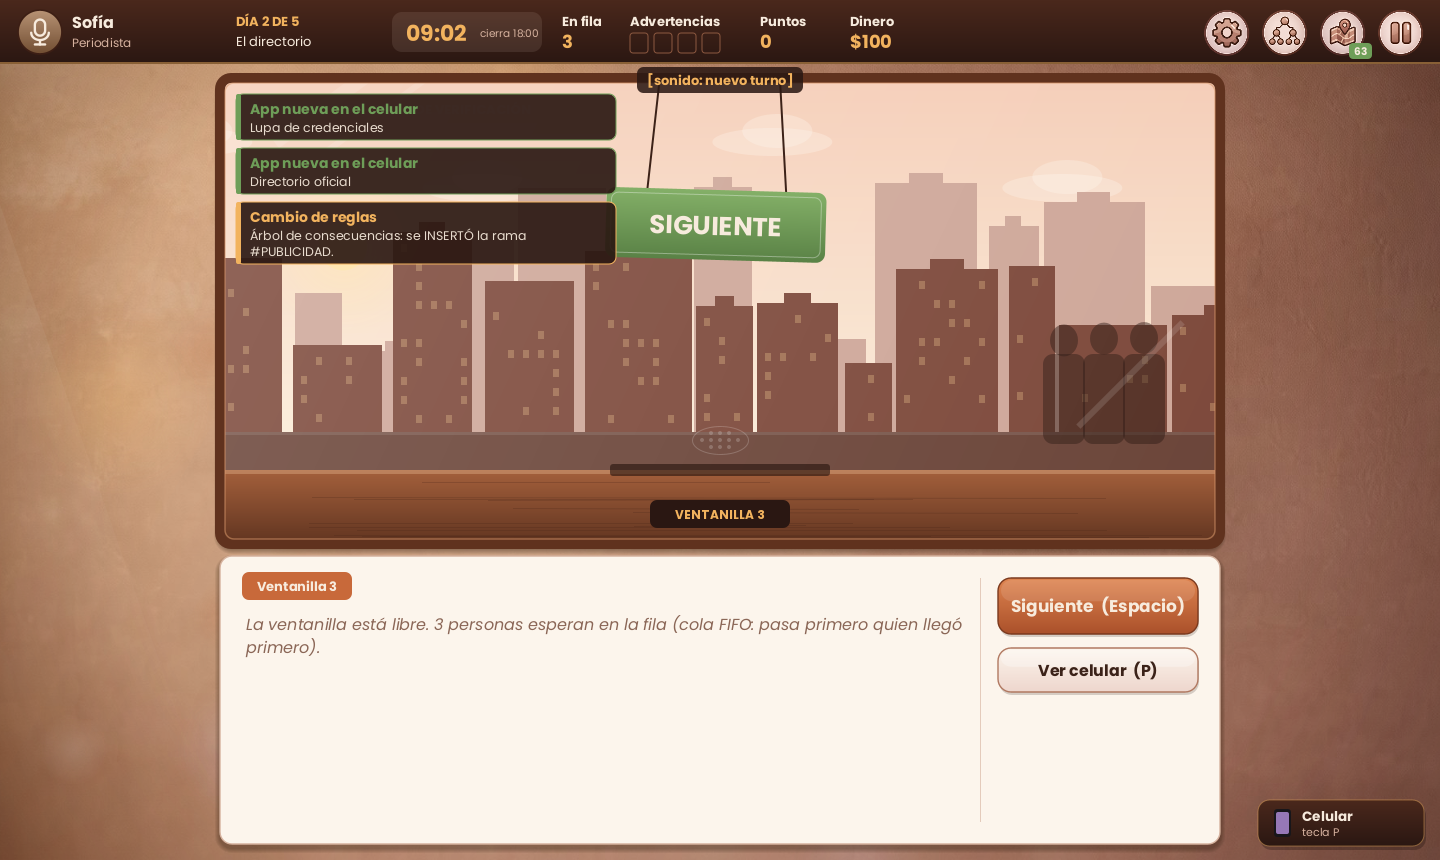 Sofía
Periodista
DÍA 2 DE 5
El directorio
09:02
cierra 18:00
En fila
3
Advertencias
Puntos
0
Dinero
$100
63
[sonido: nuevo turno]
App nueva en el celular
Lupa de credenciales
App nueva en el celular
Directorio oficial
Cambio de reglas
Árbol de consecuencias: se INSERTÓ la rama
#PUBLICIDAD.
SIGUIENTE
VENTANILLA 3
Ventanilla 3
La ventanilla está libre. 3 personas esperan en la fila (cola FIFO: pasa primero quien llegó
primero).
Siguiente (Espacio)
Ver celular (P)
Celular
tecla P